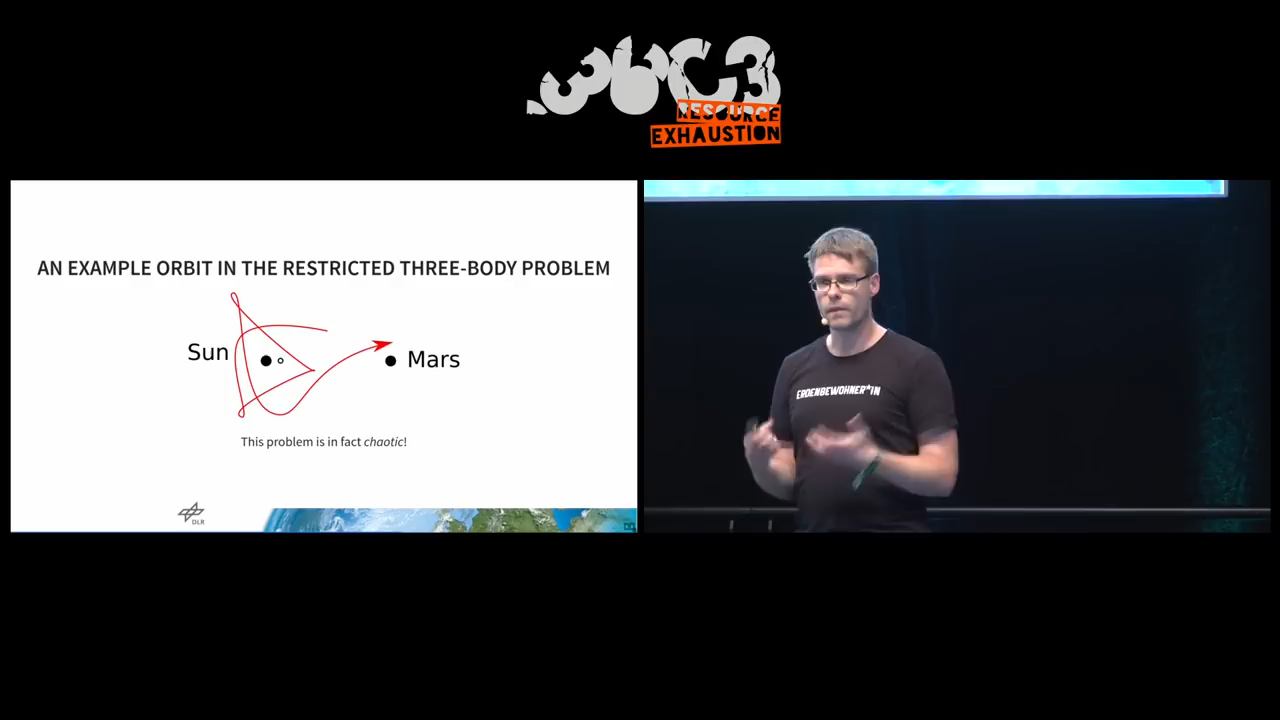 36C3
RESOURCE
EXHAUSTION
AN EXAMPLE ORBIT IN THE RESTRICTED THREE-BODY PROBLEM
Sun
Mars
This problem is in fact chaotic!
DLR
ERDENBEWOHNER*IN